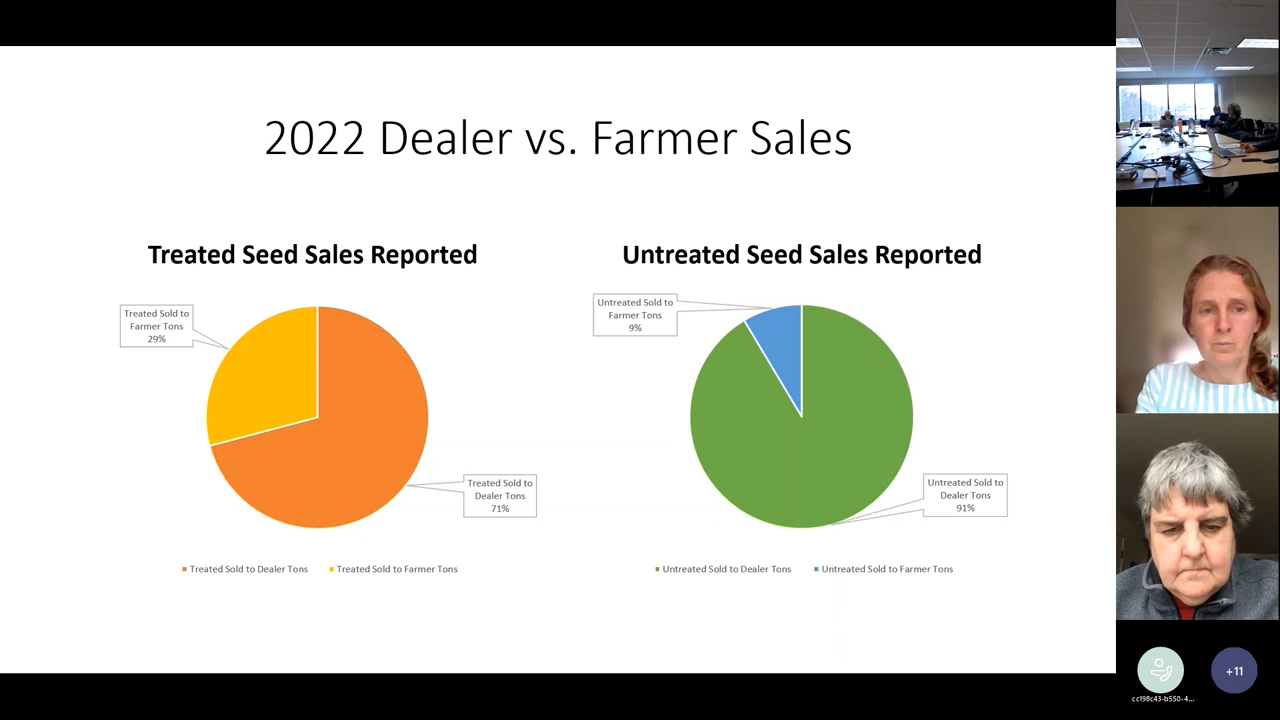 2022 Dealer vs. Farmer Sales
Treated Seed Sales Reported
Treated Sold to
Farmer Tons
29%
Treated Sold to
Dealer Tons
71%
Treated Sold to Dealer Tons
Treated Sold to Farmer Tons
Untreated Seed Sales Reported
Untreated Sold to
Farmer Tons
9%
Untreated Sold to
Dealer Tons
91%
Untreated Sold to Dealer Tons
Untreated Sold to Farmer Tons
cc198c43-b550-4...
+11